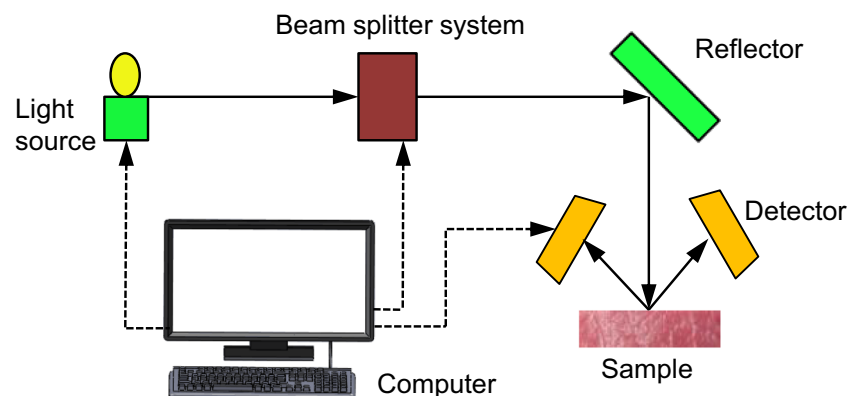 Beam splitter system
Reflector
Light
source
Detector
Sample
Computer